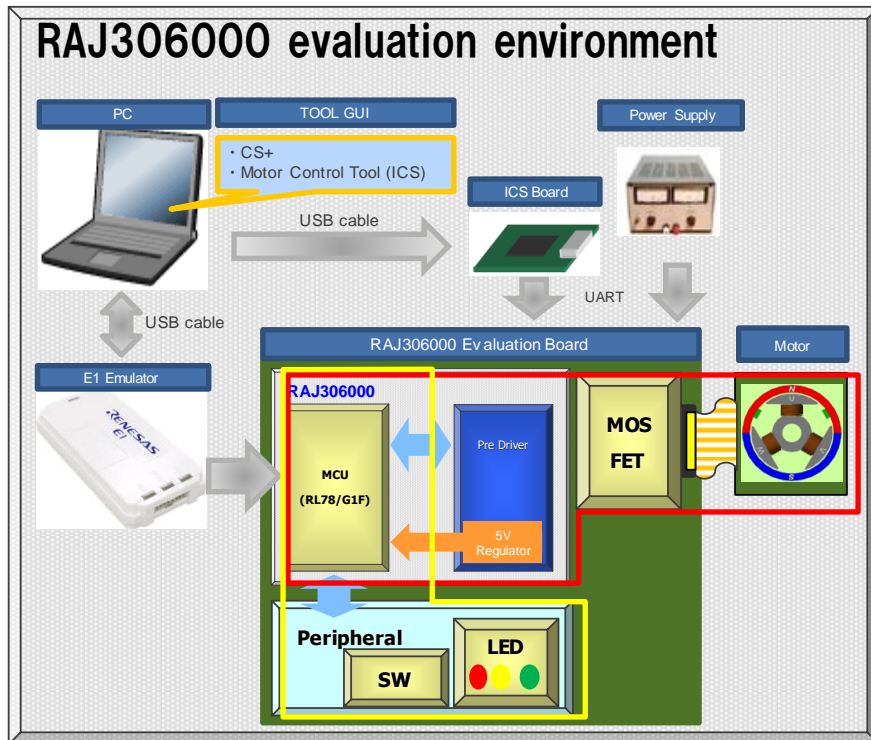 RAJ306000 evaluation environment
PC
TOOL GUI
Power Supply
・CS+
・Motor Control Tool (ICS)
ICS Board
USB cable
UART
USB cable
RAJ306000 Evaluation Board
Motor
E1 Emulator
RAJ306000
RENESAS
E1
MCU
(RL78/G1F)
Pre Driver
MOS
FET
N
U
W
V
S
5V
Regulator
Peripheral
SW
LED